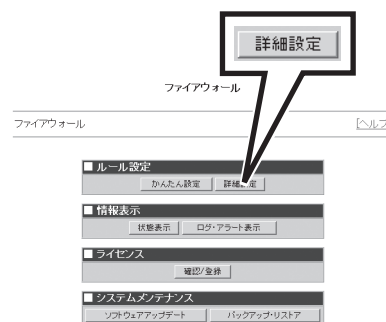 詳細設定
ファイアウォール
ファイアウォール [ヘルプ
■ ルール設定
かんたん設定 詳細設定
■ 情報表示
状態表示 ログ・アラート表示
■ ライセンス
確認/登録
■ システムメンテナンス
ソフトウェアアップデート バックアップ・リストア